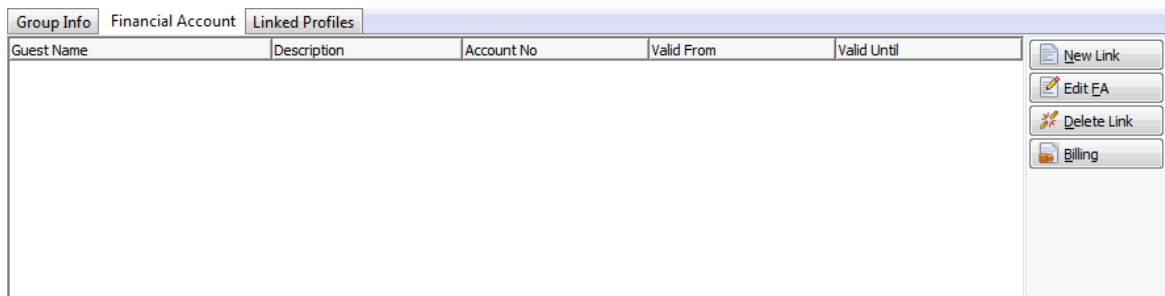 Group Info Financial Account Linked Profiles
Guest Name Description Account No Valid From Valid Until
New Link
Edit FA
Delete Link
Billing